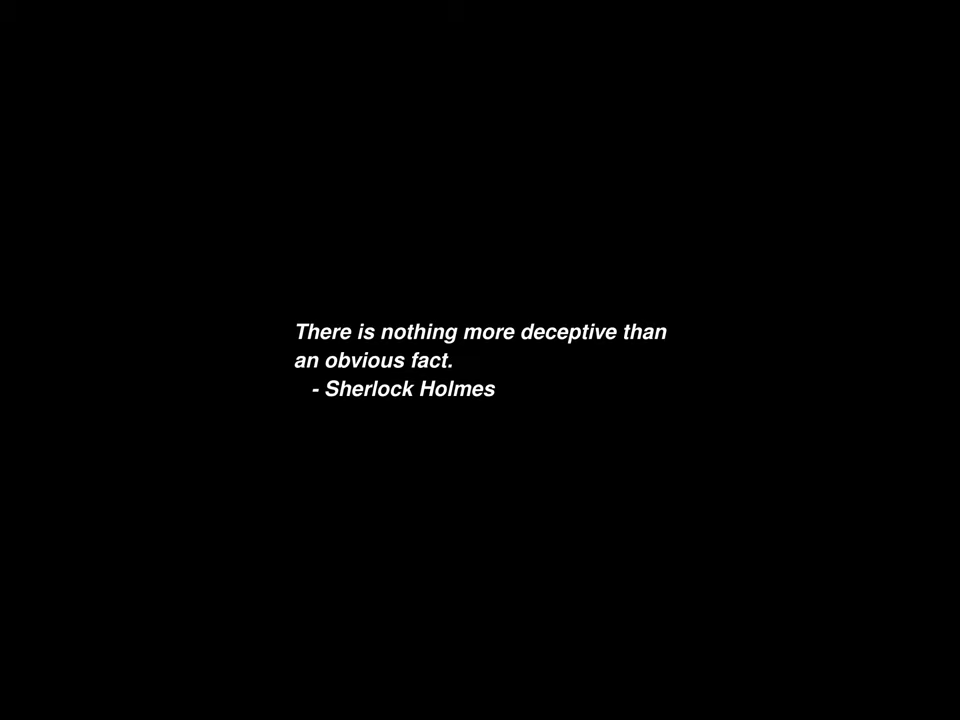 There is nothing more deceptive than
an obvious fact.
- Sherlock Holmes